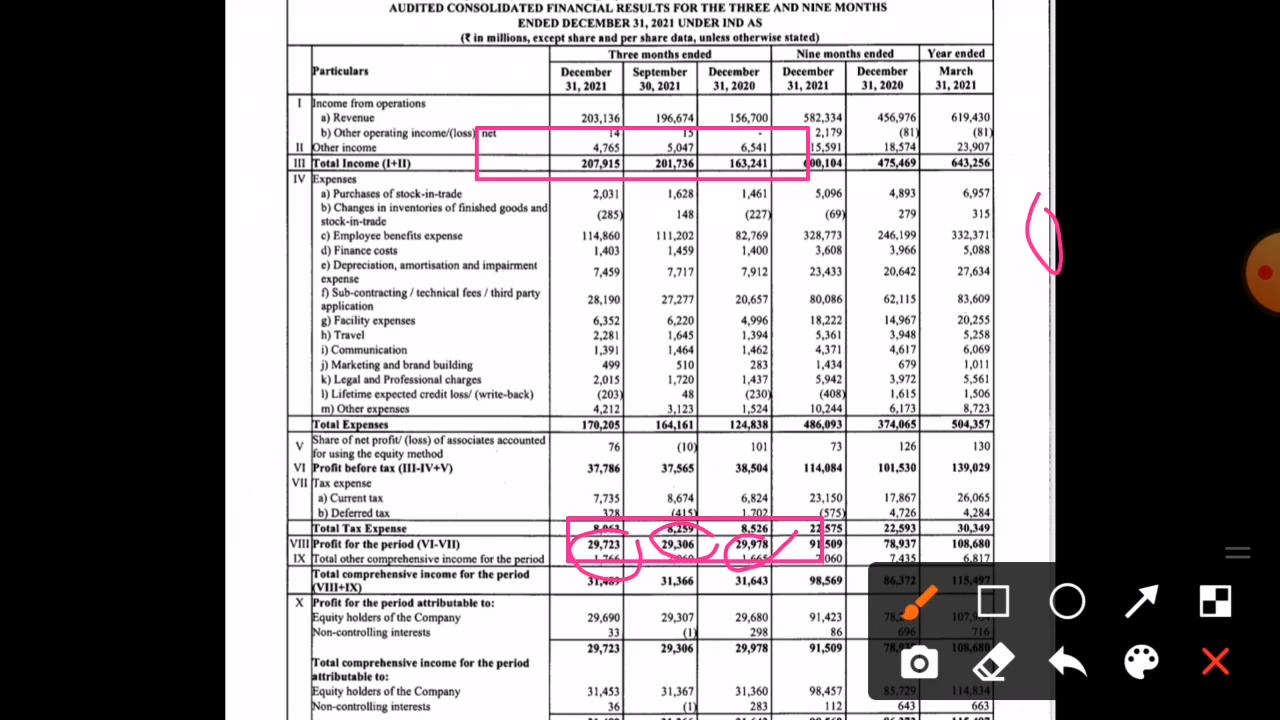 AUDITED CONSOLIDATED FINANCIAL RESULTS FOR THE THREE AND NINE MONTHS
ENDED DECEMBER 31, 2021 UNDER IND AS
(₹ in millions, except share and per share data, unless otherwise stated)
Three months ended Nine months ended Year ended
Particulars December September December December December March
31, 2021 30, 2021 31, 2020 31, 2021 31, 2020 31, 2021
I Income from operations
a) Revenue 203,136 196,674 156,700 582,334 456,976 619,430
b) Other operating income/(loss), net 14 15 - 2,179 (81) (81)
II Other income 4,765 5,047 6,541 15,591 18,574 23,907
III Total Income (I+II) 207,915 201,736 163,241 600,104 475,469 643,256
IV Expenses
a) Purchases of stock-in-trade 2,031 1,628 1,461 5,096 4,893 6,957
b) Changes in inventories of finished goods and
stock-in-trade (285) 148 (227) (69) 279 315
c) Employee benefits expense 114,860 111,202 82,769 328,773 246,199 332,371
d) Finance costs 1,403 1,459 1,400 3,608 3,966 5,088
e) Depreciation, amortisation and impairment
expense 7,459 7,717 7,912 23,433 20,642 27,634
f) Sub-contracting / technical fees / third party
application 28,190 27,277 20,657 80,086 62,115 83,609
g) Facility expenses 6,352 6,220 4,996 18,222 14,967 20,255
h) Travel 2,281 1,645 1,394 5,361 3,948 5,258
i) Communication 1,391 1,464 1,462 4,371 4,617 6,069
j) Marketing and brand building 499 510 283 1,434 679 1,011
k) Legal and Professional charges 2,015 1,720 1,437 5,942 3,972 5,561
l) Lifetime expected credit loss/ (write-back) (203) 48 (230) (408) 1,615 1,506
m) Other expenses 4,212 3,123 1,524 10,244 6,173 8,723
Total Expenses 170,205 164,161 124,838 486,093 374,065 504,357
V Share of net profit/ (loss) of associates accounted
for using the equity method 76 (10) 101 73 126 130
VI Profit before tax (III-IV+V) 37,786 37,565 38,504 114,084 101,530 139,029
VII Tax expense
a) Current tax 7,735 8,674 6,824 23,150 17,867 26,065
b) Deferred tax 328 (415) 1,702 (575) 4,726 4,284
Total Tax Expense 8,063 8,259 8,526 22,575 22,593 30,349
VIII Profit for the period (VI-VII) 29,723 29,306 29,978 91,509 78,937 108,680
IX Total other comprehensive income for the period 1,665 7,060 7,435 6,817
Total comprehensive income for the period
(VIII+IX) 31,366 31,643 98,569 86,372 115,497
X Profit for the period attributable to:
Equity holders of the Company 29,690 29,307 29,680 91,423
Non-controlling interests 33 (1) 298 86 696 716
29,723 29,306 29,978 91,509 78,937 108,680
Total comprehensive income for the period
attributable to:
Equity holders of the Company 31,453 31,367 31,360 98,457 85,729 114,834
Non-controlling interests 36 (1) 283 112 643 663